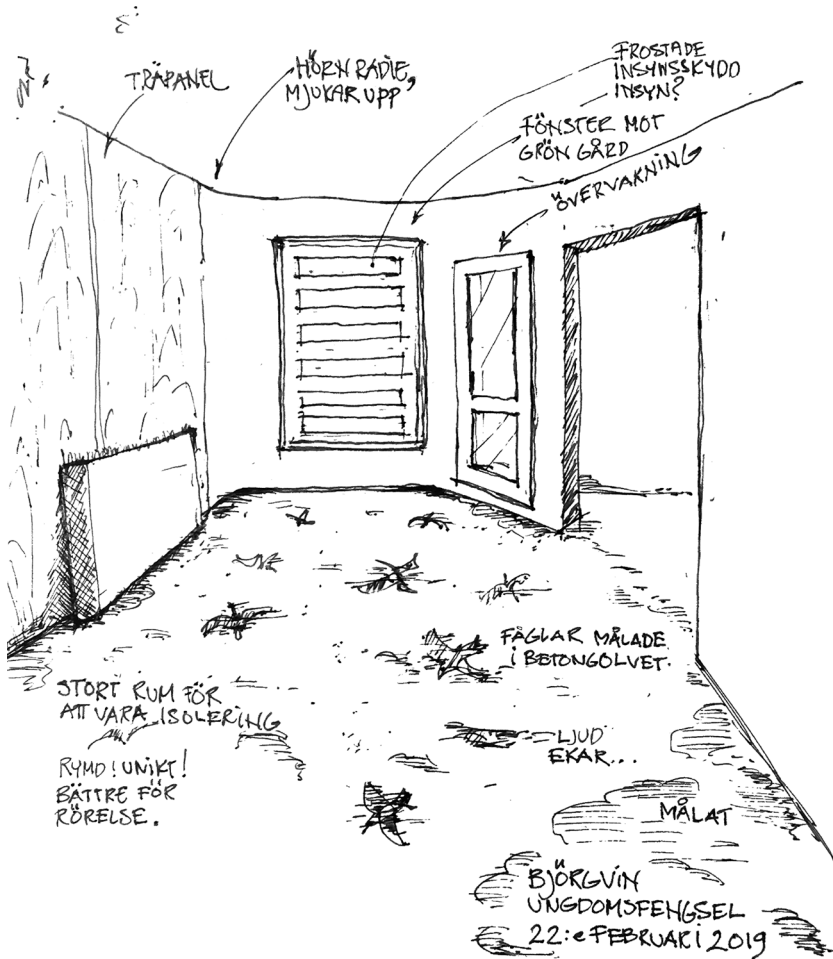 TRÄPANEL
HÖRN RADIE,
MJUKAR UPP
FROSTADE
INSYNSSKYDD
INSYN?
FÖNSTER MOT
GRÖN GÅRD
ÖVERVAKNING
FÅGLAR MÅLADE
I BETONGOLVET.
STORT RUM FÖR
ATT VARA ISOLERING
RYMD! UNIKT!
BÄTTRE FÖR
RÖRELSE.
LJUD
EKAR...
MÅLAT
BJÖRGVIN
UNGDOMSFENGSEL
22:e FEBRUARI 2019